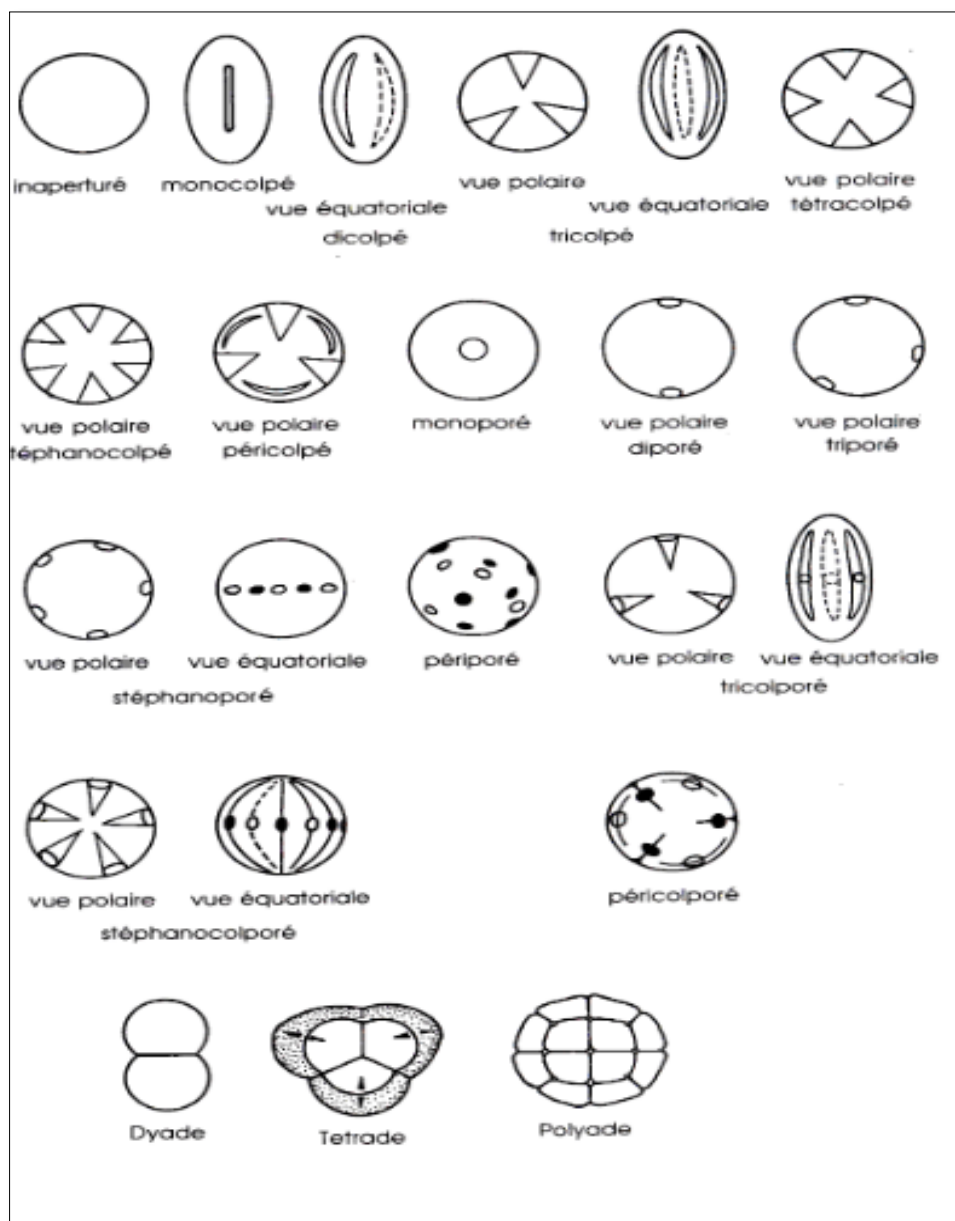 inaperturé
monocolpé
vue équatoriale
dicolpé
vue polaire
vue équatoriale
tricolpé
vue polaire
tétracolpé
vue polaire
téphanocolpé
vue polaire
péricolpé
monoporé
vue polaire
diporé
vue polaire
triporé
vue polaire
vue équatoriale
stéphanoporé
périporé
vue polaire
vue équatoriale
tricolporé
vue polaire
vue équatoriale
stéphanocolporé
péricolporé
Dyade
Tetrade
Polyade